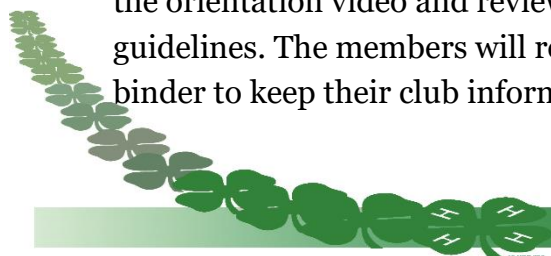 the orientation video and review
guidelines. The members will re
binder to keep their club inform
H H
H H